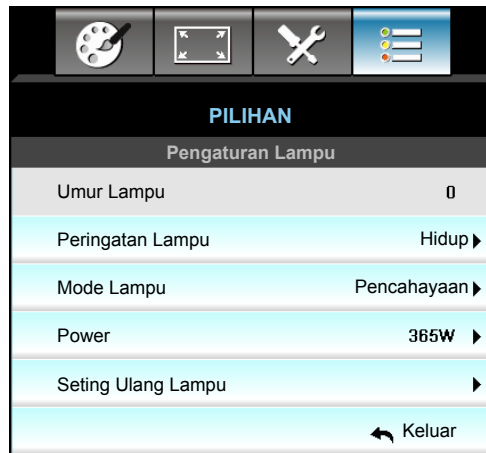 PILIHAN
Pengaturan Lampu
Umur Lampu 0
Peringatan Lampu Hidup
Mode Lampu Pencahayaan
Power 365W
Seting Ulang Lampu
Keluar